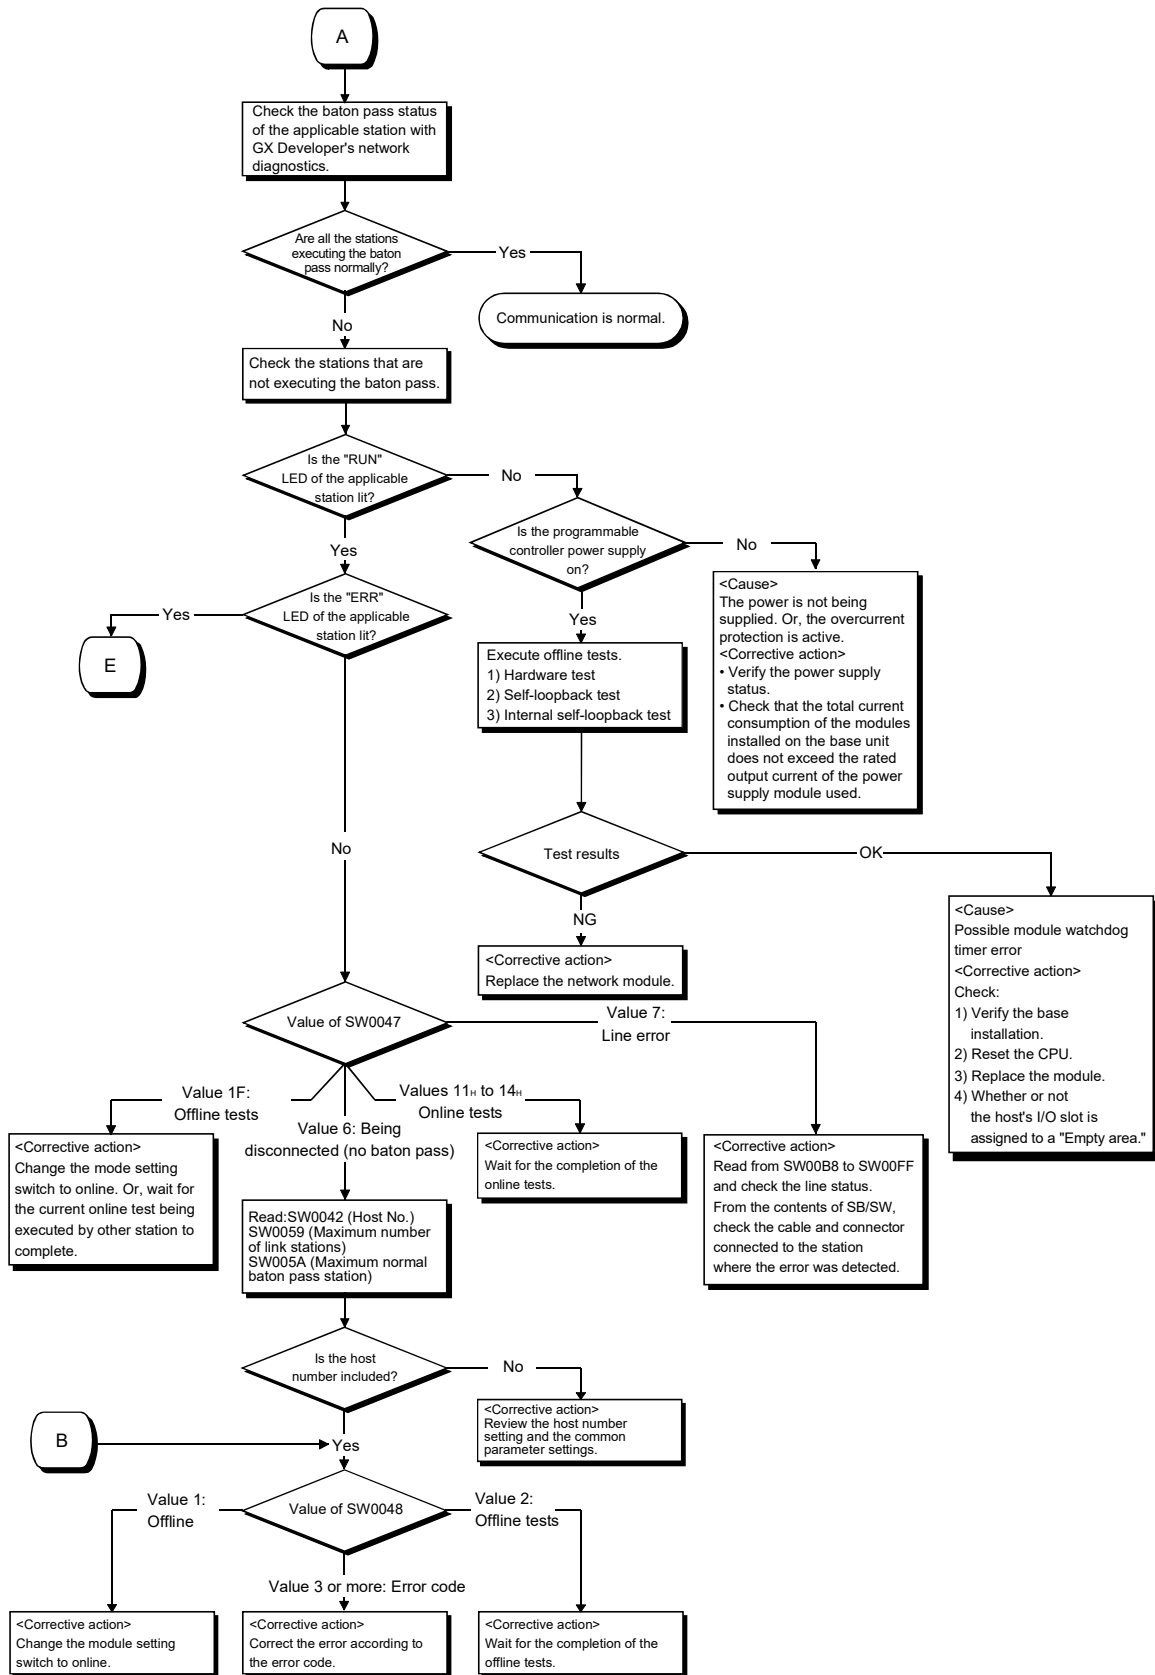 A
Check the baton pass status
of the applicable station with
GX Developer's network
diagnostics.
Are all the stations
executing the baton
pass normally?
Yes
Communication is normal.
No
Check the stations that are
not executing the baton pass.
Is the "RUN"
LED of the applicable
station lit?
No
Is the programmable
controller power supply
on?
No
<Cause>
The power is not being
supplied. Or, the overcurrent
protection is active.
<Corrective action>
• Verify the power supply
status.
• Check that the total current
consumption of the modules
installed on the base unit
does not exceed the rated
output current of the power
supply module used.
Yes
Is the "ERR"
LED of the applicable
station lit?
Yes
E
Yes
Execute offline tests.
1) Hardware test
2) Self-loopback test
3) Internal self-loopback test
Test results
OK
<Cause>
Possible module watchdog
timer error
<Corrective action>
Check:
1) Verify the base
installation.
2) Reset the CPU.
3) Replace the module.
4) Whether or not
the host's I/O slot is
assigned to a "Empty area."
NG
<Corrective action>
Replace the network module.
No
Value of SW0047
Value 7:
Line error
Value 1F:
Offline tests
Value 6: Being
disconnected (no baton pass)
Values 11H to 14H
Online tests
<Corrective action>
Change the mode setting
switch to online. Or, wait for
the current online test being
executed by other station to
complete.
<Corrective action>
Wait for the completion of the
online tests.
<Corrective action>
Read from SW00B8 to SW00FF
and check the line status.
From the contents of SB/SW,
check the cable and connector
connected to the station
where the error was detected.
Read:SW0042 (Host No.)
SW0059 (Maximum number
of link stations)
SW005A (Maximum normal
baton pass station)
Is the host
number included?
No
<Corrective action>
Review the host number
setting and the common
parameter settings.
B
Yes
Value of SW0048
Value 1:
Offline
Value 2:
Offline tests
Value 3 or more: Error code
<Corrective action>
Change the module setting
switch to online.
<Corrective action>
Correct the error according to
the error code.
<Corrective action>
Wait for the completion of the
offline tests.